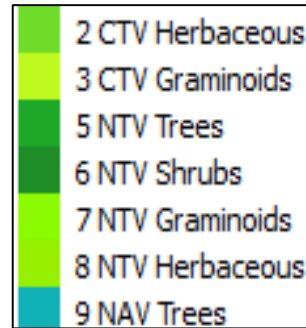 2 CTV Herbaceous
3 CTV Graminoids
5 NTV Trees
6 NTV Shrubs
7 NTV Graminoids
8 NTV Herbaceous
9 NAV Trees